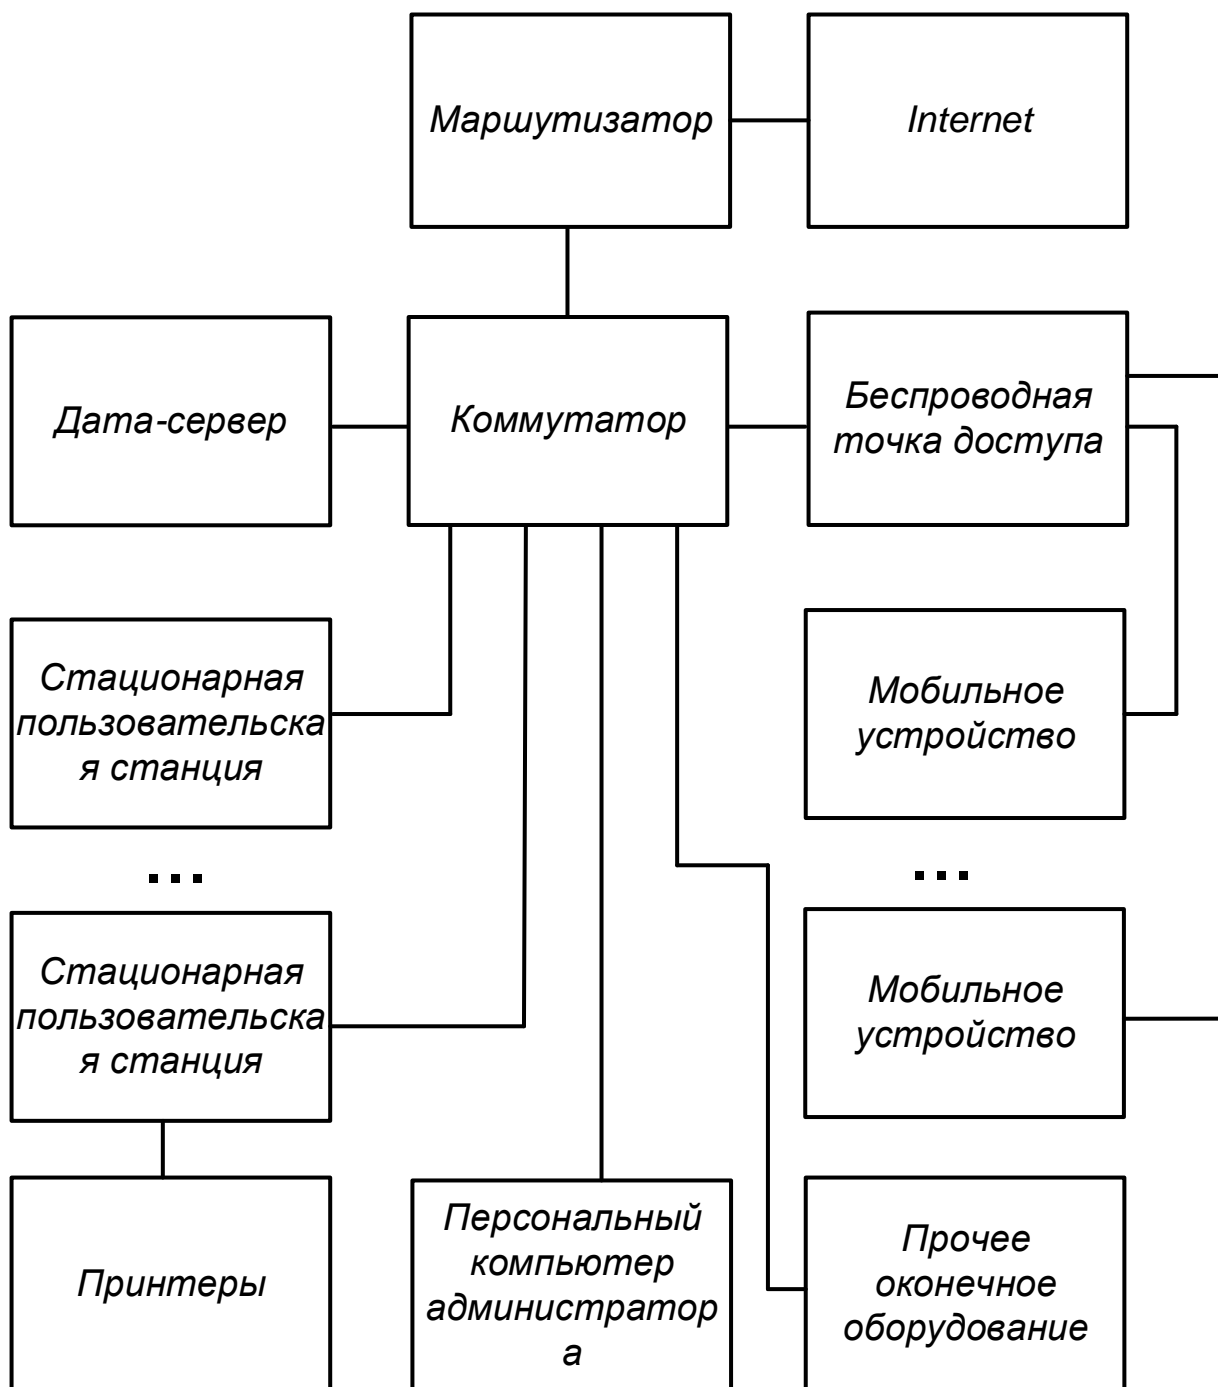 Маршутизатор
Internet
Дата-сервер
Коммутатор
Беспроводная
точка доступа
Стационарная
пользовательска
я станция
Мобильное
устройство
...
...
Стационарная
пользовательска
я станция
Мобильное
устройство
Принтеры
Персональный
компьютер
администратор
а
Прочее
оконечное
оборудование